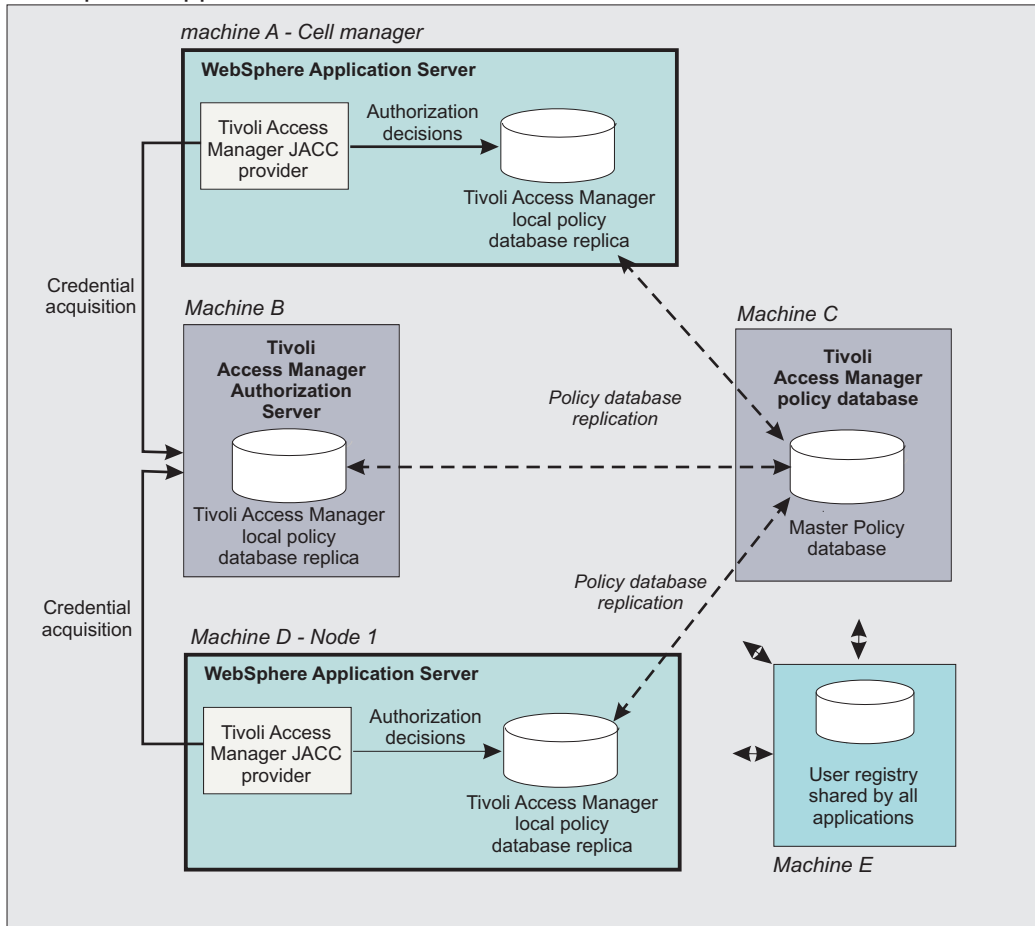 machine A - Cell manager
WebSphere Application Server
Tivoli Access
Manager JACC
provider
Authorization
decisions
Tivoli Access Manager
local policy
database replica
Credential
acquisition
Machine B
Tivoli
Access Manager
Authorization
Server
Tivoli Access Manager
local policy
database replica
Policy database
replication
Machine C
Tivoli
Access Manager
policy database
Master Policy
database
Policy database
replication
Credential
acquisition
Machine D - Node 1
WebSphere Application Server
Tivoli Access
Manager JACC
provider
Authorization
decisions
Tivoli Access Manager
local policy
database replica
User registry
shared by all
applications
Machine E